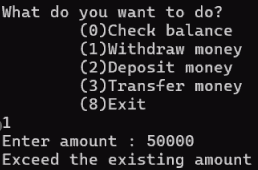 What do you want to do?
(0)Check balance
(1)Withdraw money
(2)Deposit money
(3)Transfer money
(8)Exit
1
Enter amount : 50000
Exceed the existing amount